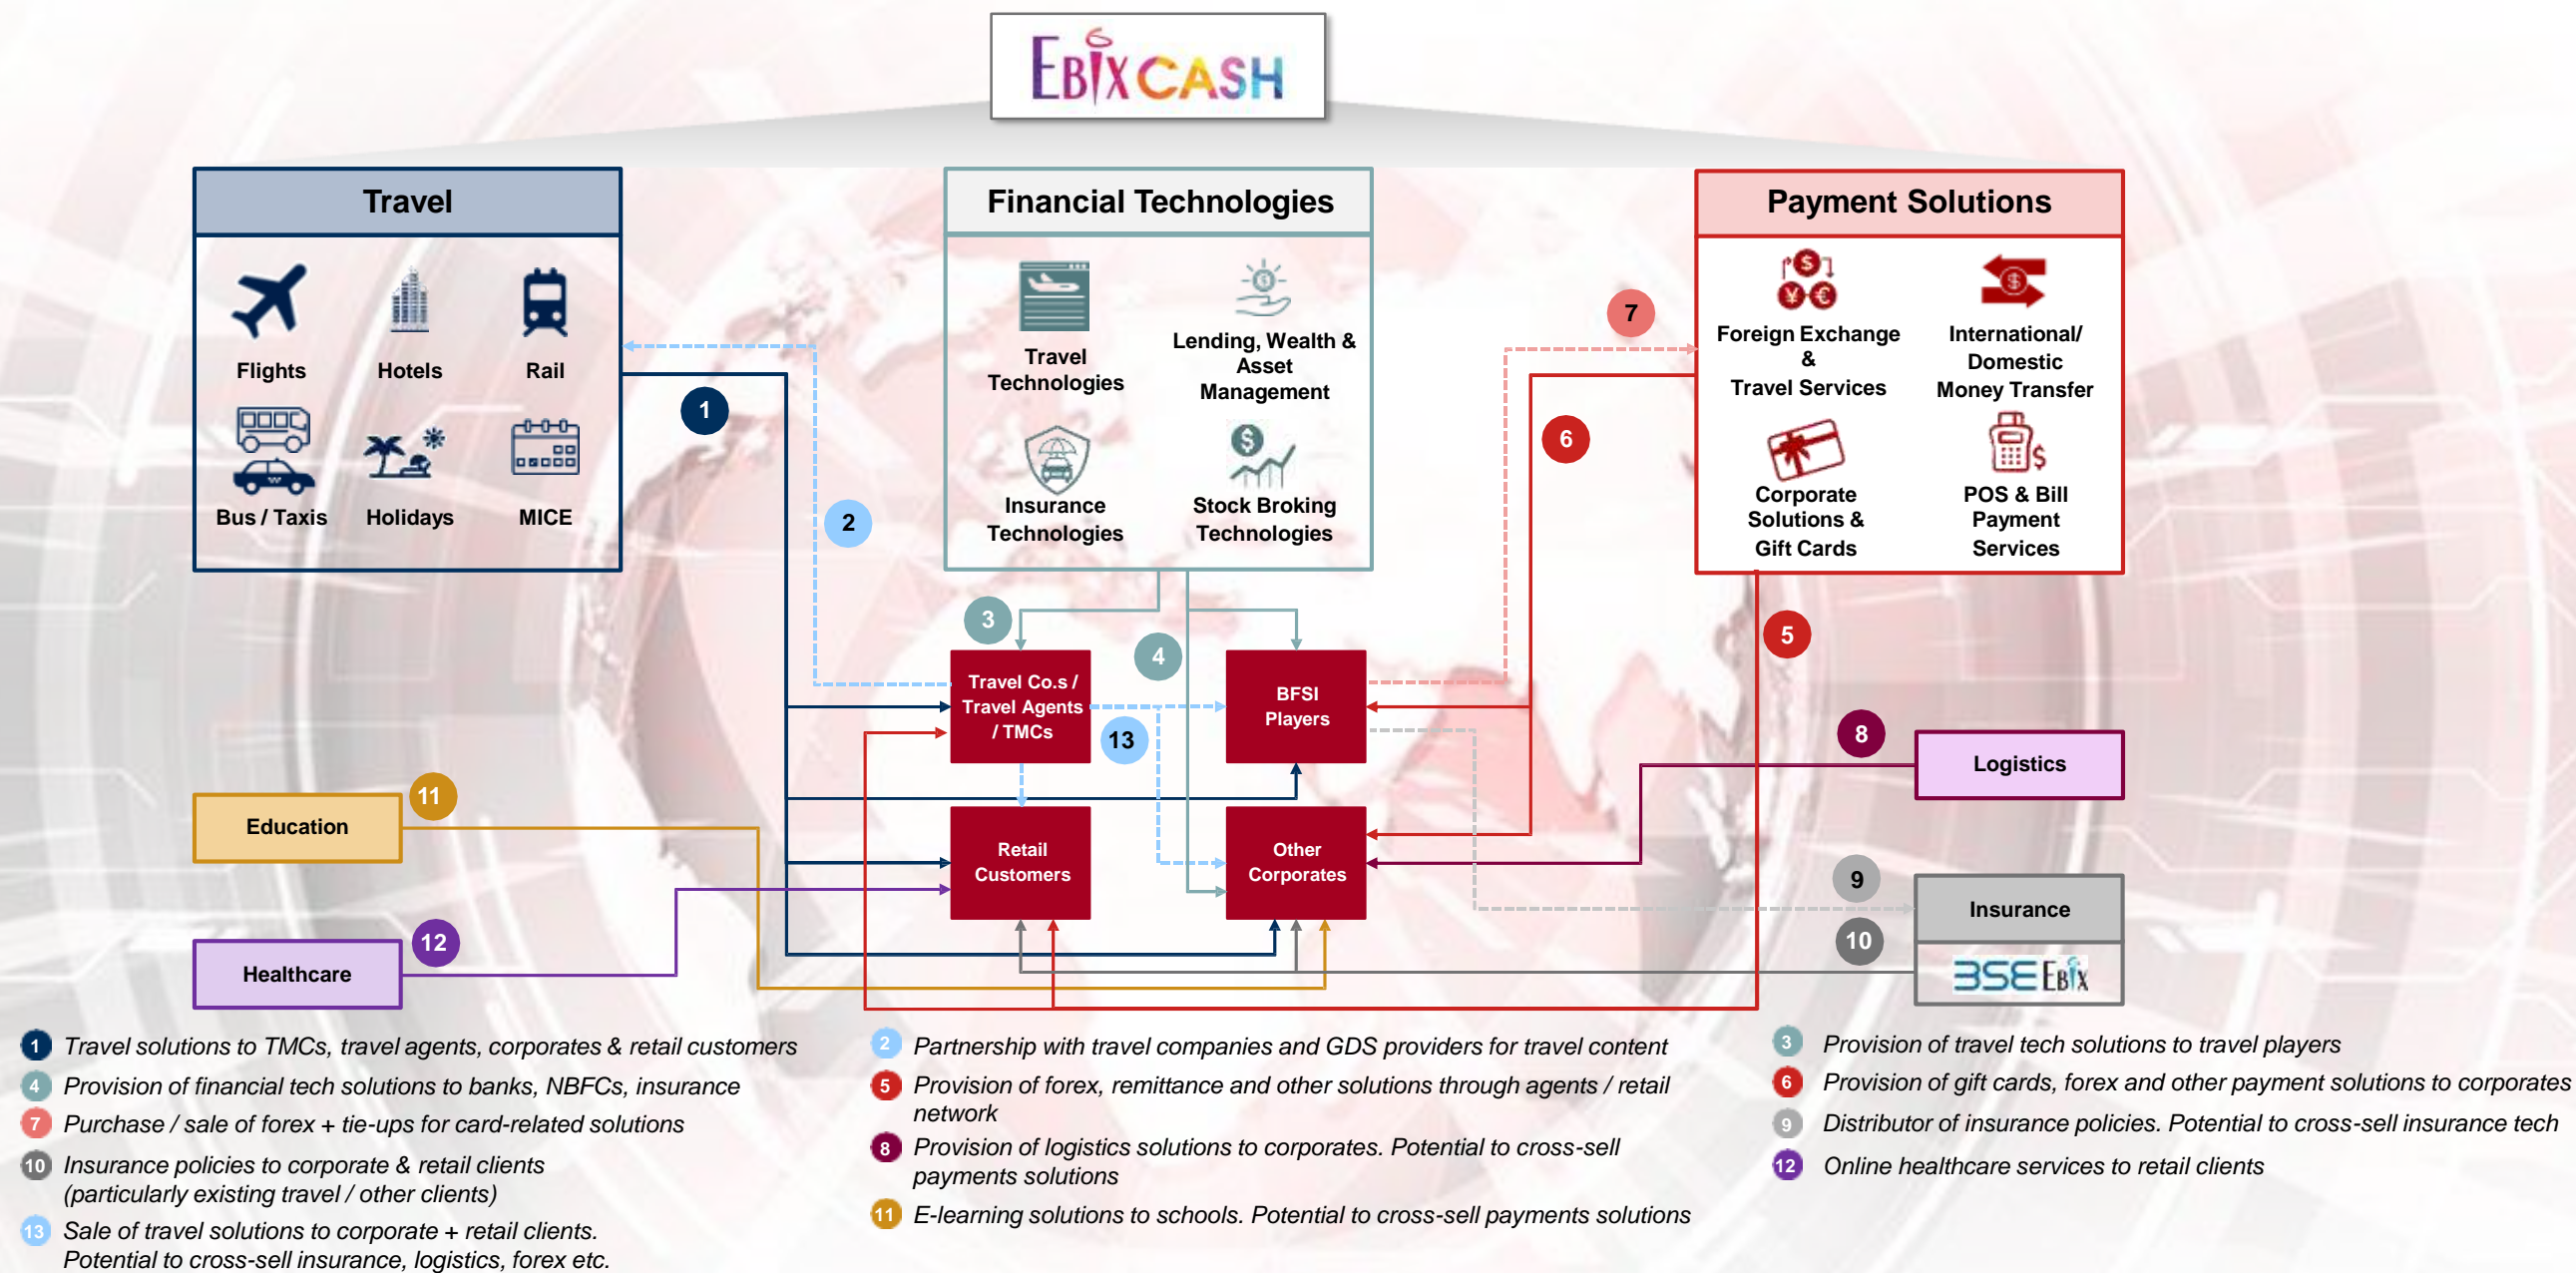 EBIXCASH
Travel
Flights
Hotels
Rail
Bus / Taxis
Holidays
MICE
Financial Technologies
Travel
Technologies
Lending, Wealth &
Asset
Management
Insurance
Technologies
Stock Broking
Technologies
Payment Solutions
Foreign Exchange
&
Travel Services
International/
Domestic
Money Transfer
Corporate
Solutions &
Gift Cards
POS & Bill
Payment
Services
1
2
3
4
5
6
7
8
9
10
11
12
13
Travel Co.s /
Travel Agents
/ TMCs
BFSI
Players
Retail
Customers
Other
Corporates
Education
Healthcare
Logistics
Insurance
BSE EBIX
1 Travel solutions to TMCs, travel agents, corporates & retail customers
2 Partnership with travel companies and GDS providers for travel content
3 Provision of travel tech solutions to travel players
4 Provision of financial tech solutions to banks, NBFCs, insurance
5 Provision of forex, remittance and other solutions through agents / retail
network
6 Provision of gift cards, forex and other payment solutions to corporates
7 Purchase / sale of forex + tie-ups for card-related solutions
8 Provision of logistics solutions to corporates. Potential to cross-sell
payments solutions
9 Distributor of insurance policies. Potential to cross-sell insurance tech
10 Insurance policies to corporate & retail clients
(particularly existing travel / other clients)
11 E-learning solutions to schools. Potential to cross-sell payments solutions
12 Online healthcare services to retail clients
13 Sale of travel solutions to corporate + retail clients.
Potential to cross-sell insurance, logistics, forex etc.